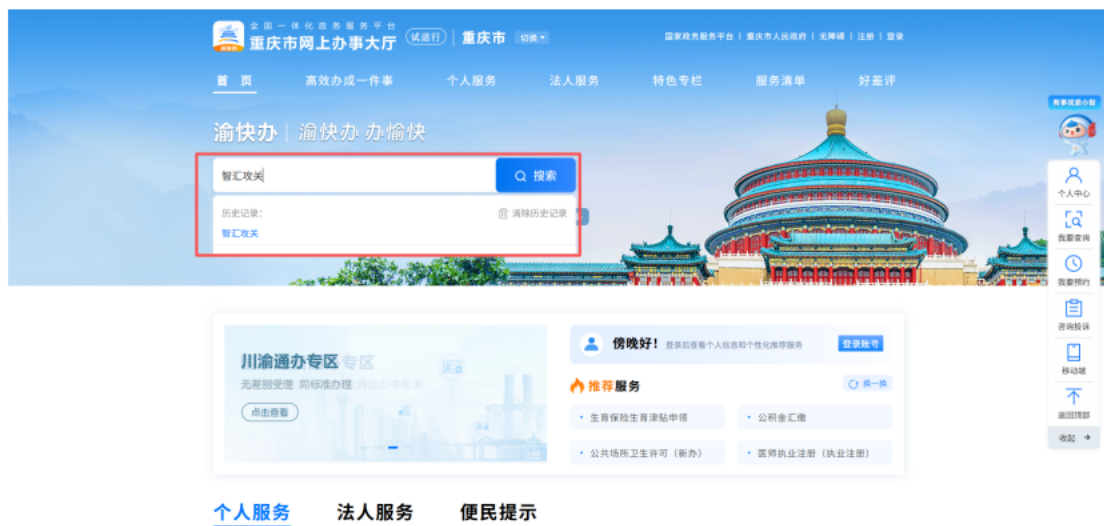 全国一体化政务服务平台
重庆市网上办事大厅 试运行 重庆市 切换
国家政务服务平台 | 重庆市人民政府 | 无障碍 | 注册 | 登录
首页 高效办成一件事 个人服务 法人服务 特色专栏 服务清单 好差评
渝快办 渝快办 办愉快
智汇攻关 搜索
历史记录: 清除历史记录
智汇攻关
个人中心
我要查询
我要预约
咨询投诉
移动端
返回顶部
收起
川渝通办专区
无差别受理 同标准办理
点击查看
傍晚好! 登录后查看个人信息和个性化推荐服务 登录账号
推荐服务 换一换
生育保险生育津贴申领
公积金汇缴
公共场所卫生许可（新办）
医师执业注册（执业注册）
个人服务 法人服务 便民提示